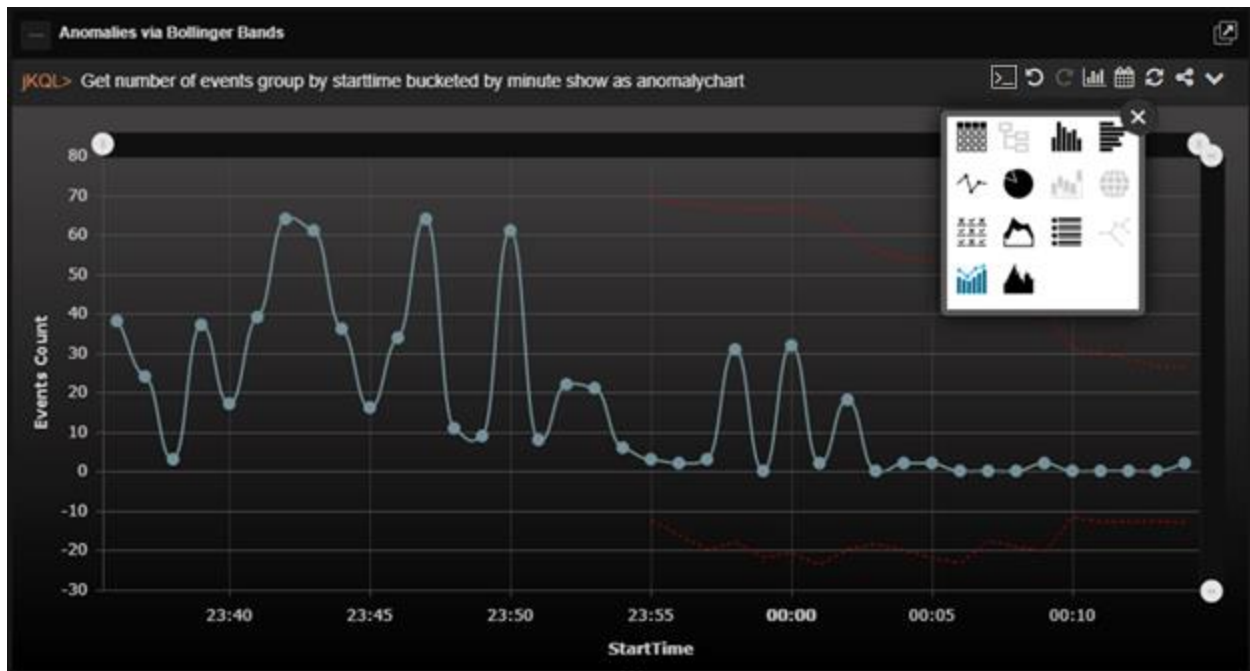 Anomalies via Bollinger Bands
jKQL> Get number of events group by starttime bucketed by minute show as anomalychart
80
70
60
50
40
30
20
10
0
-10
-20
-30
Events Count
23:40 23:45 23:50 23:55 00:00 00:05 00:10
StartTime